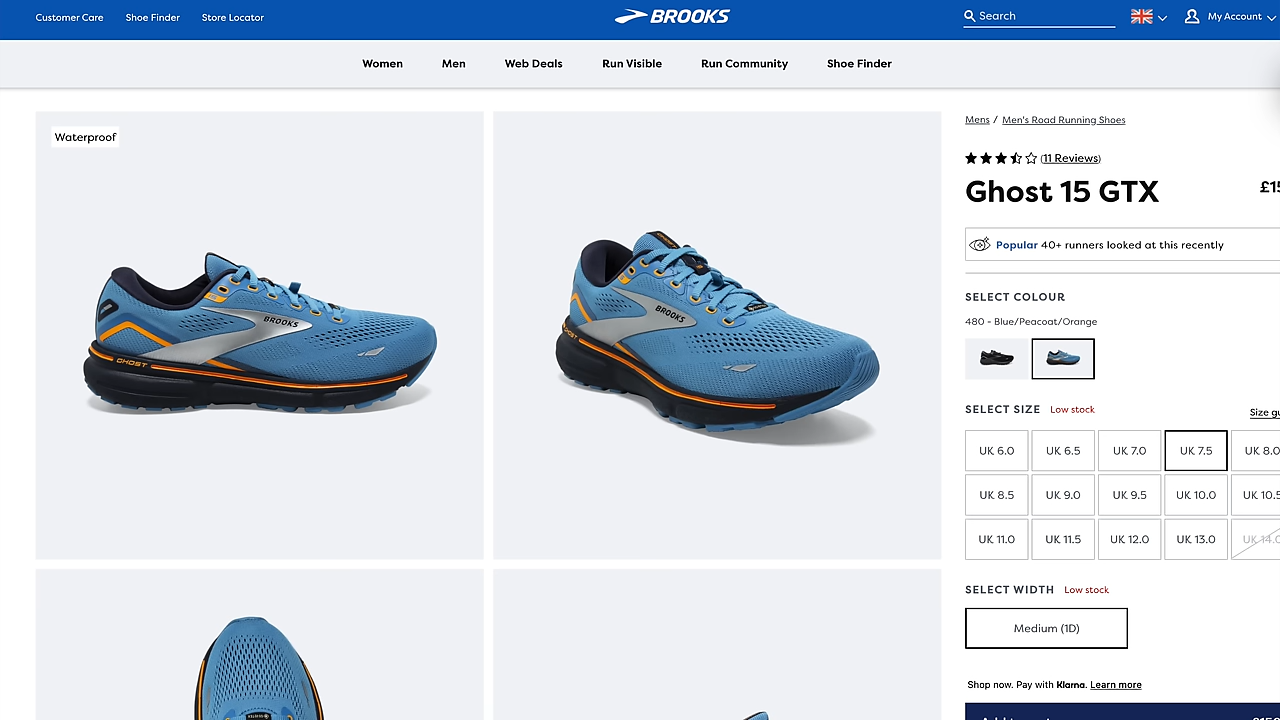 Customer Care Shoe Finder Store Locator
BROOKS
Search
My Account
Women Men Web Deals Run Visible Run Community Shoe Finder
Waterproof
BROOKS
GHOST
BROOKS
Mens / Men's Road Running Shoes
(11 Reviews)
Ghost 15 GTX
Popular 40+ runners looked at this recently
SELECT COLOUR
480 - Blue/Peacoat/Orange
SELECT SIZE Low stock
Size
UK 6.0 UK 6.5 UK 7.0 UK 7.5 UK 8.0
UK 8.5 UK 9.0 UK 9.5 UK 10.0 UK 10.5
UK 11.0 UK 11.5 UK 12.0 UK 13.0 UK 14.0
SELECT WIDTH Low stock
Medium (1D)
Shop now. Pay with Klarna. Learn more